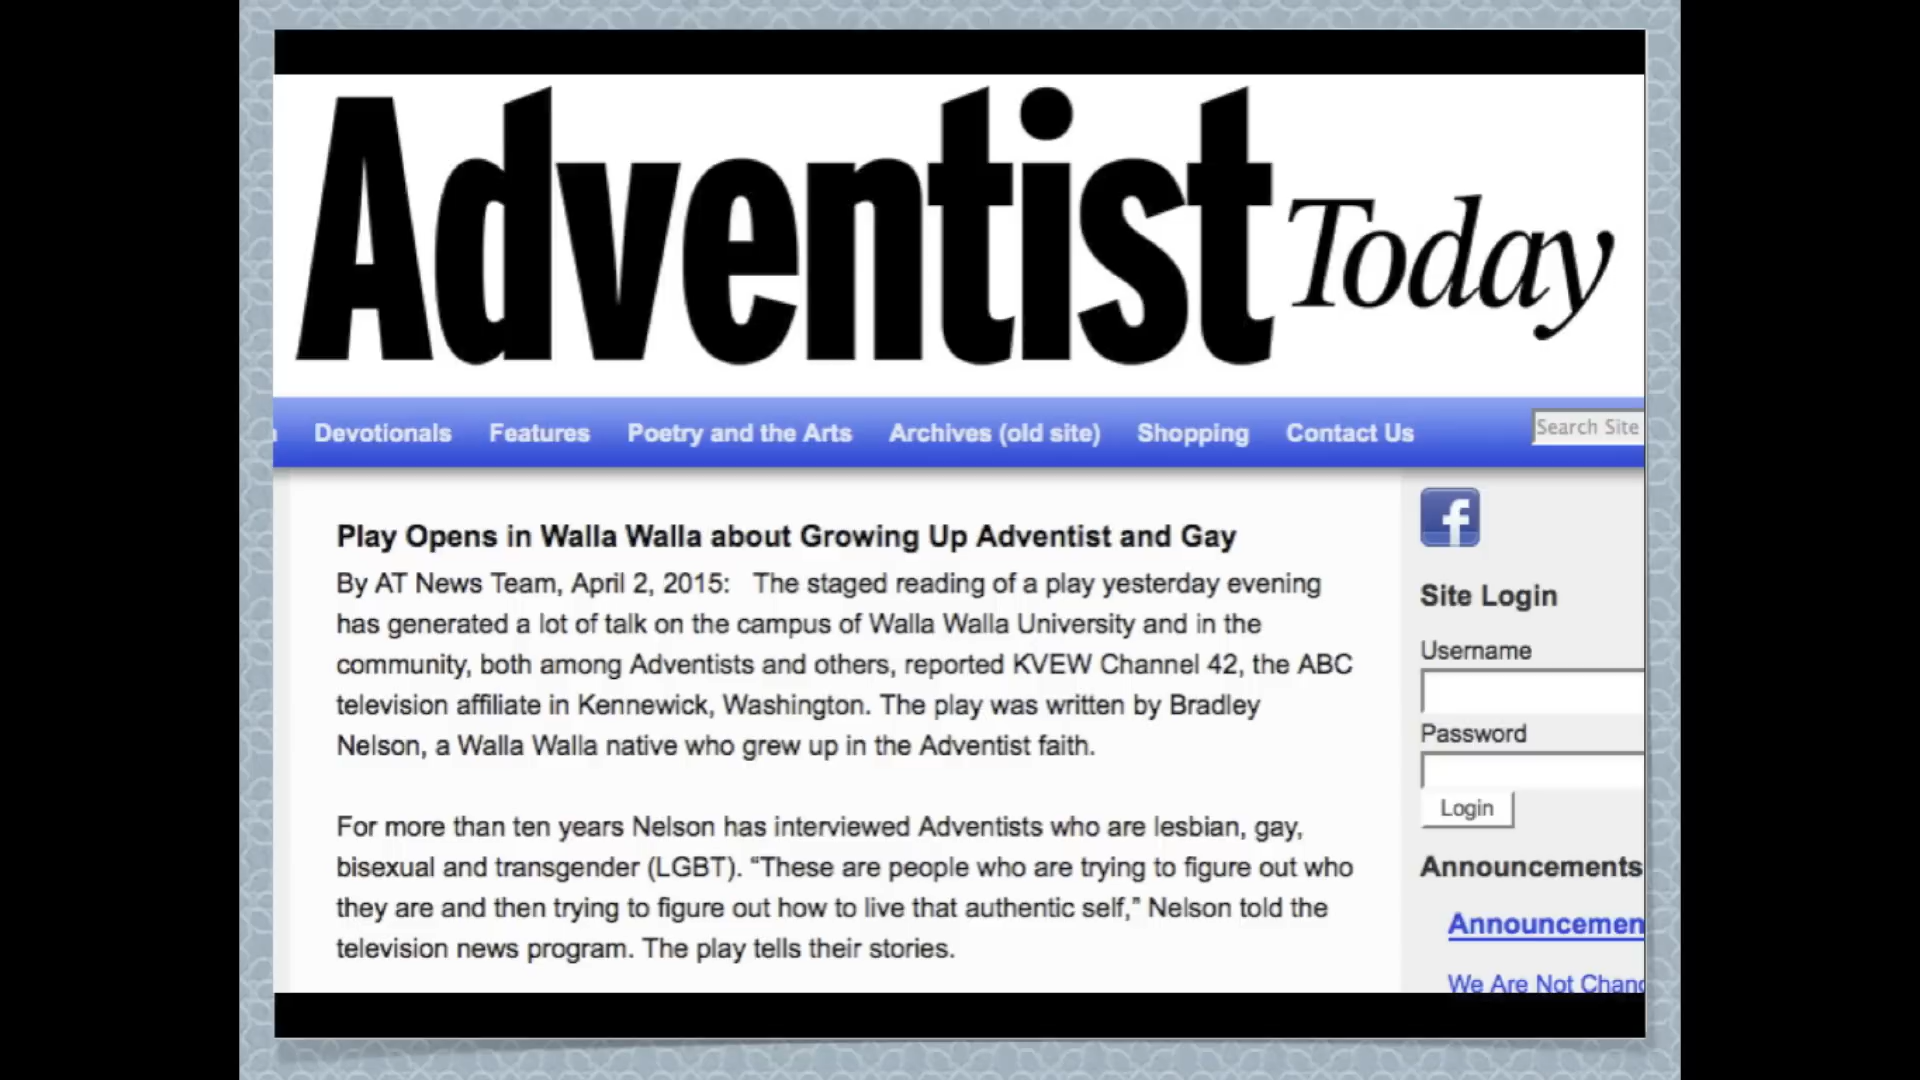 Adventist Today
Devotionals Features Poetry and the Arts Archives (old site) Shopping Contact Us Search Site
Play Opens in Walla Walla about Growing Up Adventist and Gay
By AT News Team, April 2, 2015: The staged reading of a play yesterday evening
has generated a lot of talk on the campus of Walla Walla University and in the
community, both among Adventists and others, reported KVEW Channel 42, the ABC
television affiliate in Kennewick, Washington. The play was written by Bradley
Nelson, a Walla Walla native who grew up in the Adventist faith.
For more than ten years Nelson has interviewed Adventists who are lesbian, gay,
bisexual and transgender (LGBT). “These are people who are trying to figure out who
they are and then trying to figure out how to live that authentic self,” Nelson told the
television news program. The play tells their stories.
Site Login
Username
Password
Login
Announcements
Announcemen
We Are Not Chang